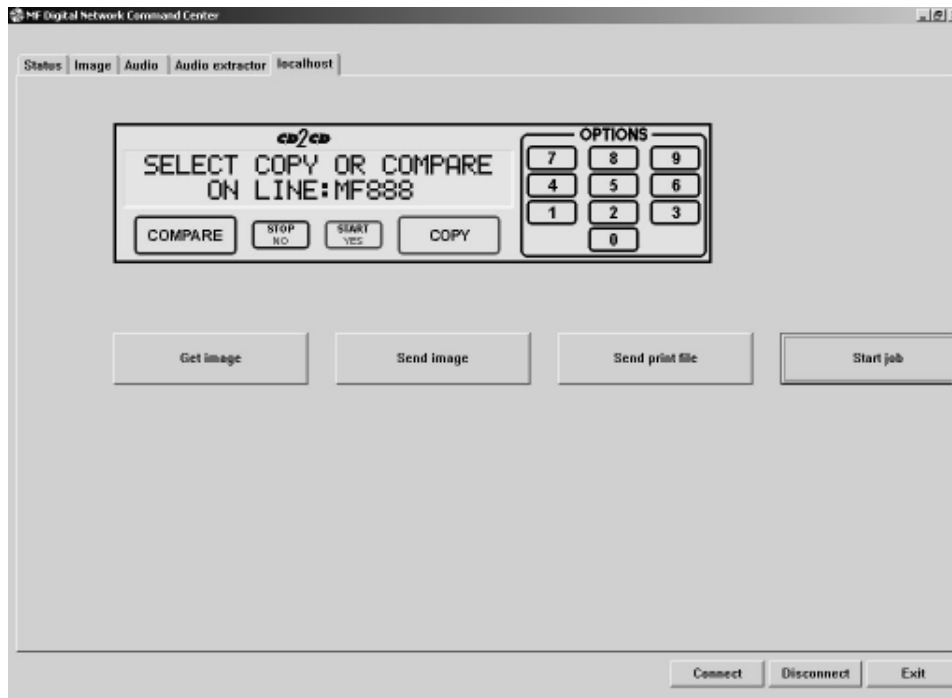 MF Digital Network Command Center
Status Image Audio Audio extractor localhost
CD2CD
SELECT COPY OR COMPARE
ON LINE:MF888
COMPARE
STOP
NO
START
YES
COPY
OPTIONS
7 8 9
4 5 6
1 2 3
0
Get image Send image Send print file Start job
Connect Disconnect Exit